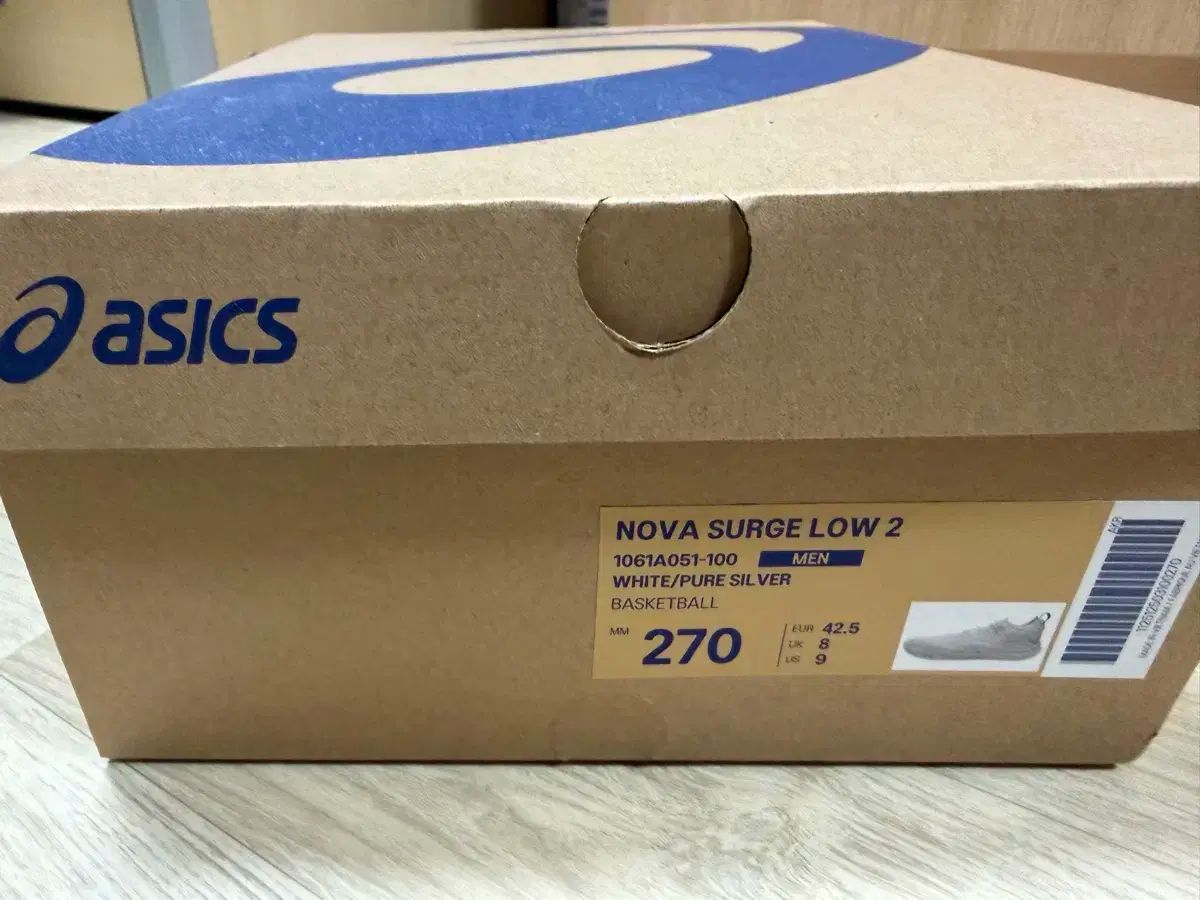 asics
NOVA SURGE LOW 2
1061A051-100 MEN
WHITE/PURE SILVER
BASKETBALL
MM 270
EUR 42.5
UK 8
US 9
AKB